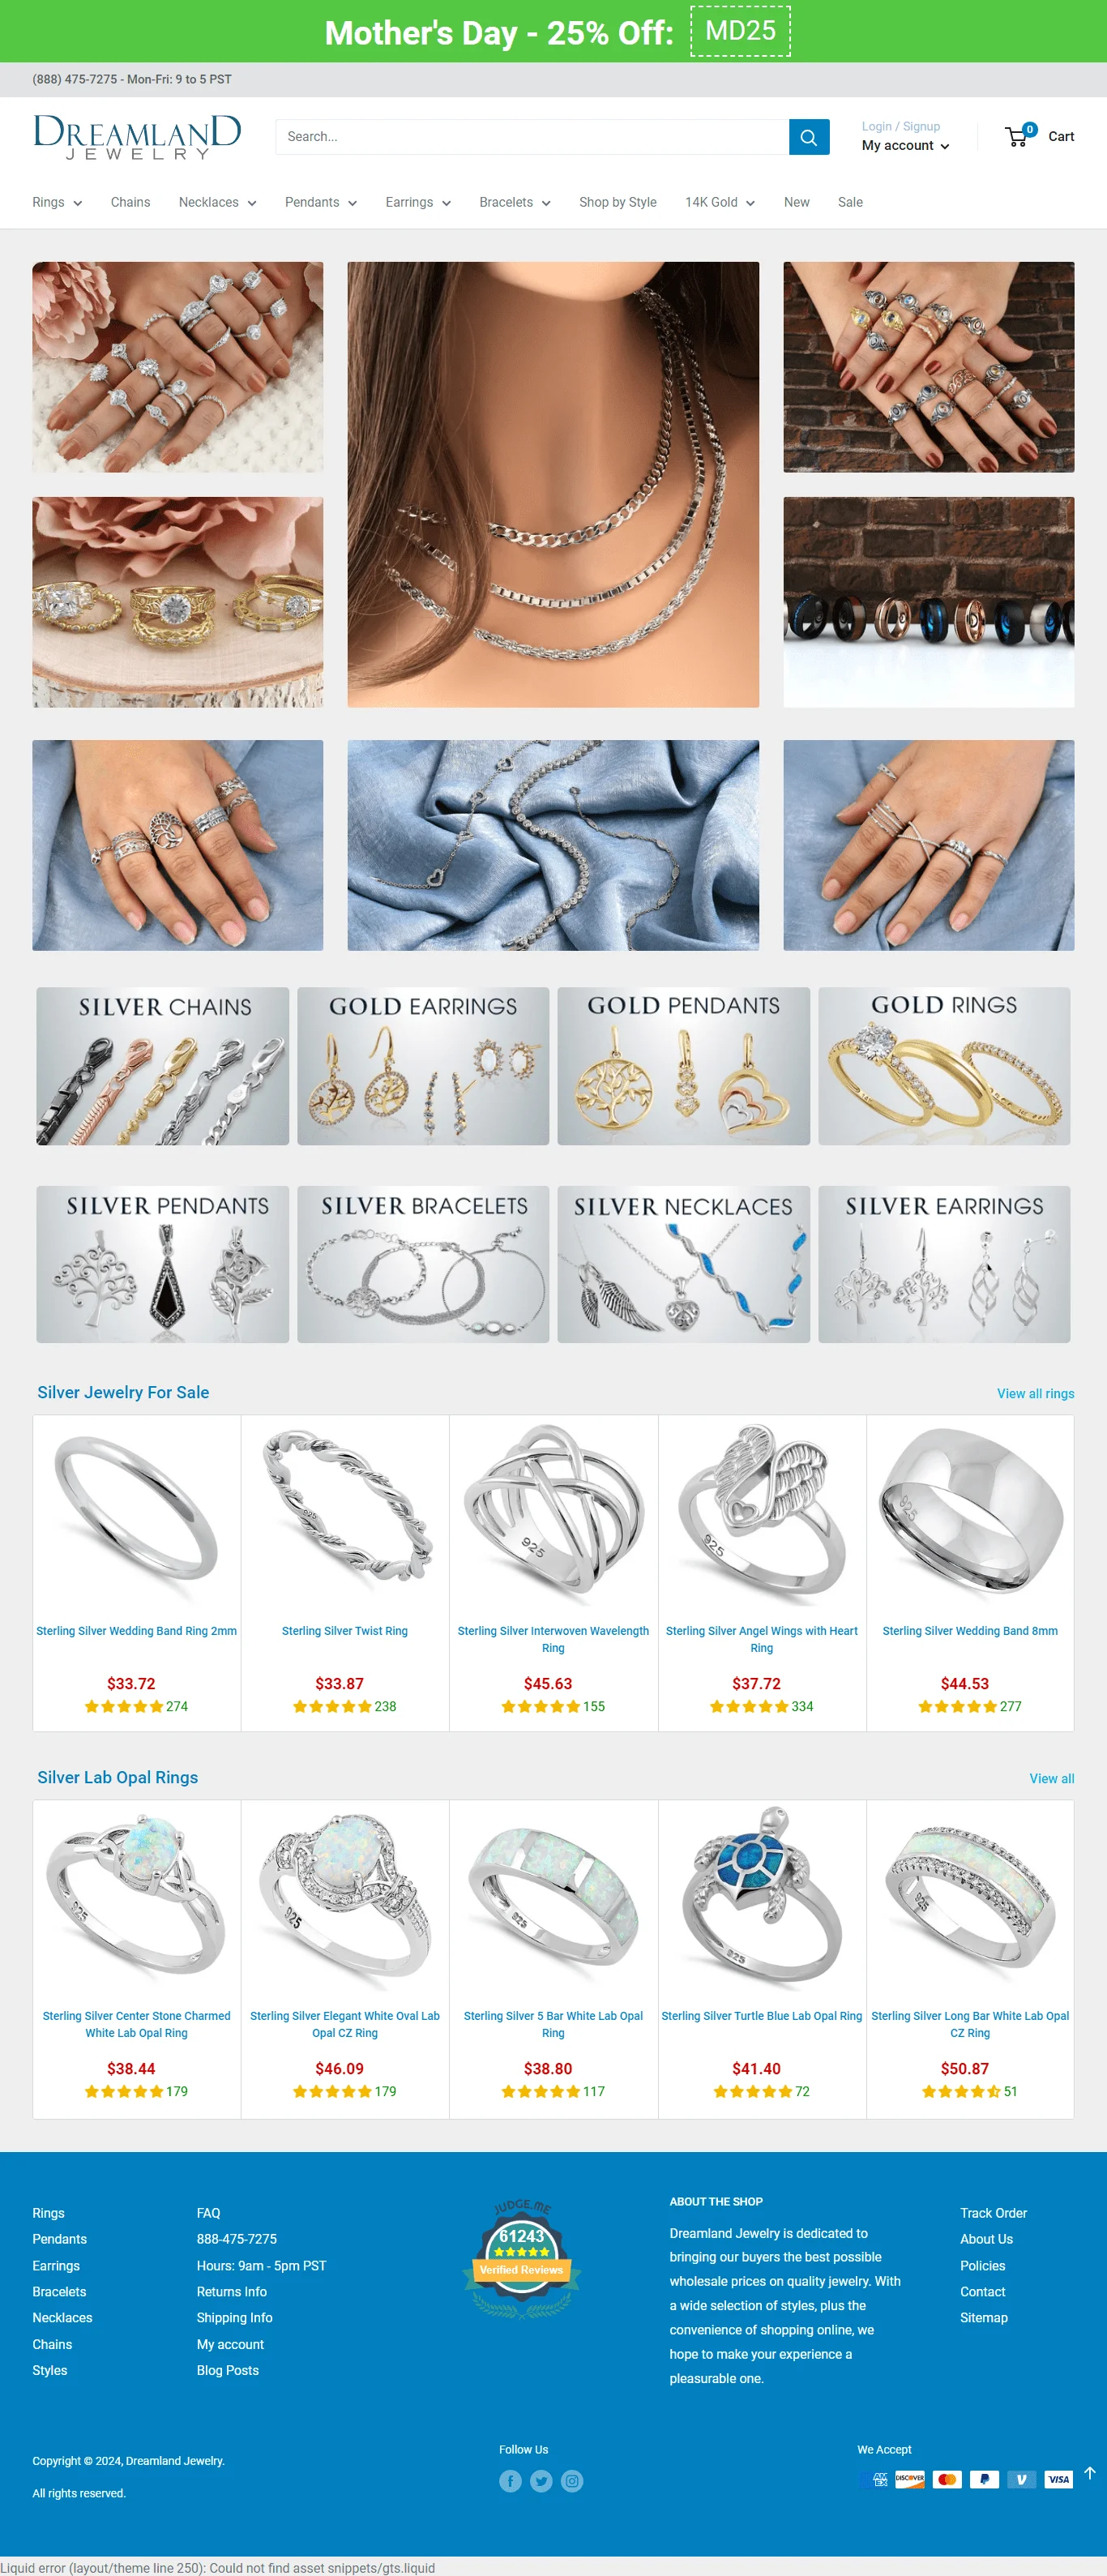 Mother's Day - 25% Off: MD25
(888) 475-7275 - Mon-Fri: 9 to 5 PST
DREAMLAND
JEWELRY
Search...
Login / Signup
My account
0
Cart
Rings Chains Necklaces Pendants Earrings Bracelets Shop by Style 14K Gold New Sale
SILVER CHAINS
GOLD EARRINGS
GOLD PENDANTS
GOLD RINGS
SILVER PENDANTS
SILVER BRACELETS
SILVER NECKLACES
SILVER EARRINGS
Silver Jewelry For Sale
View all rings
Sterling Silver Wedding Band Ring 2mm
$33.72
274
925
Sterling Silver Twist Ring
$33.87
238
925
Sterling Silver Interwoven Wavelength
Ring
$45.63
155
925
Sterling Silver Angel Wings with Heart
Ring
$37.72
334
925
Sterling Silver Wedding Band 8mm
$44.53
277
Silver Lab Opal Rings
View all
925
Sterling Silver Center Stone Charmed
White Lab Opal Ring
$38.44
179
925
Sterling Silver Elegant White Oval Lab
Opal CZ Ring
$46.09
179
925
Sterling Silver 5 Bar White Lab Opal
Ring
$38.80
117
925
Sterling Silver Turtle Blue Lab Opal Ring
$41.40
72
925
Sterling Silver Long Bar White Lab Opal
CZ Ring
$50.87
51
Rings
Pendants
Earrings
Bracelets
Necklaces
Chains
Styles
FAQ
888-475-7275
Hours: 9am - 5pm PST
Returns Info
Shipping Info
My account
Blog Posts
JUDGE.ME
61243
Verified Reviews
ABOUT THE SHOP
Dreamland Jewelry is dedicated to
bringing our buyers the best possible
wholesale prices on quality jewelry. With
a wide selection of styles, plus the
convenience of shopping online, we
hope to make your experience a
pleasurable one.
Track Order
About Us
Policies
Contact
Sitemap
Copyright © 2024, Dreamland Jewelry.
All rights reserved.
Follow Us
We Accept
AMEX
DISCOVER
VISA
Liquid error (layout/theme line 250): Could not find asset snippets/gts.liquid